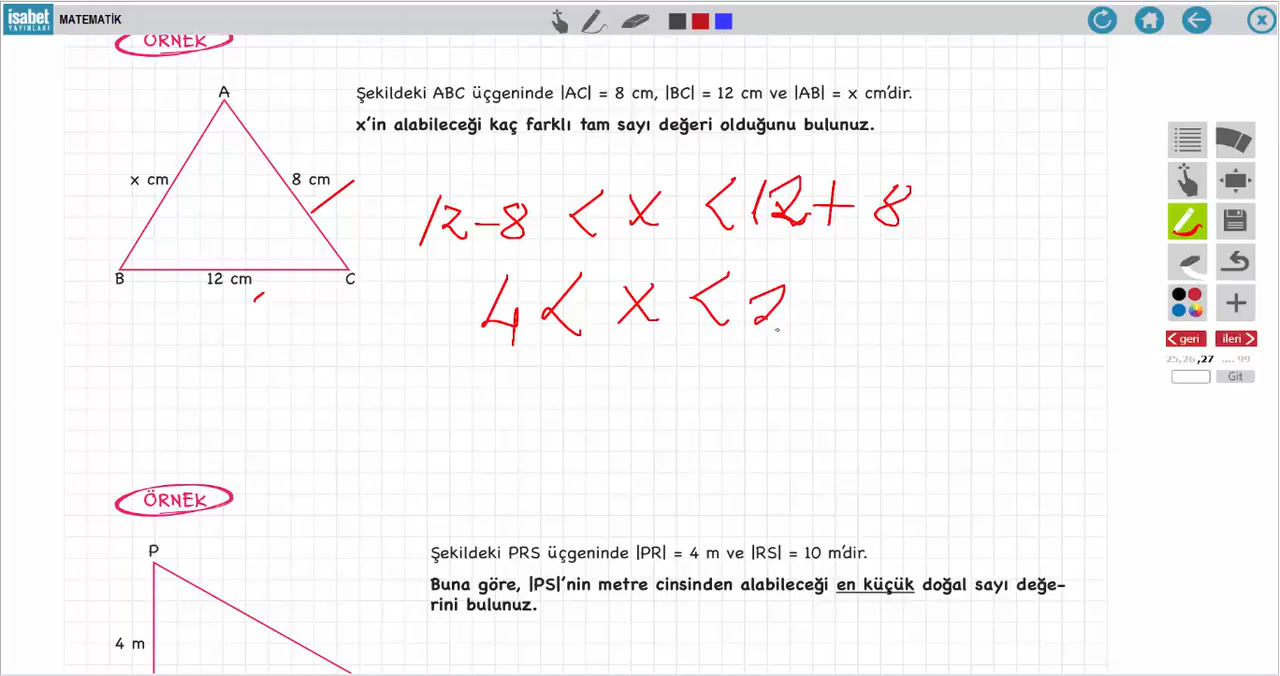 isabet
YAYINLARI
MATEMATİK
ÖRNEK
Şekildeki ABC üçgeninde |AC| = 8 cm, |BC| = 12 cm ve |AB| = x cm'dir.
x'in alabileceği kaç farklı tam sayı değeri olduğunu bulunuz.
A
x cm
8 cm
B
12 cm
C
12-8 < x < 12 + 8
4 < x < 2
ÖRNEK
P
4 m
Şekildeki PRS üçgeninde |PR| = 4 m ve |RS| = 10 m'dir.
Buna göre, |PS|'nin metre cinsinden alabileceği en küçük doğal sayı değe-
rini bulunuz.
geri
ileri
25,26,27 .... 99
Git